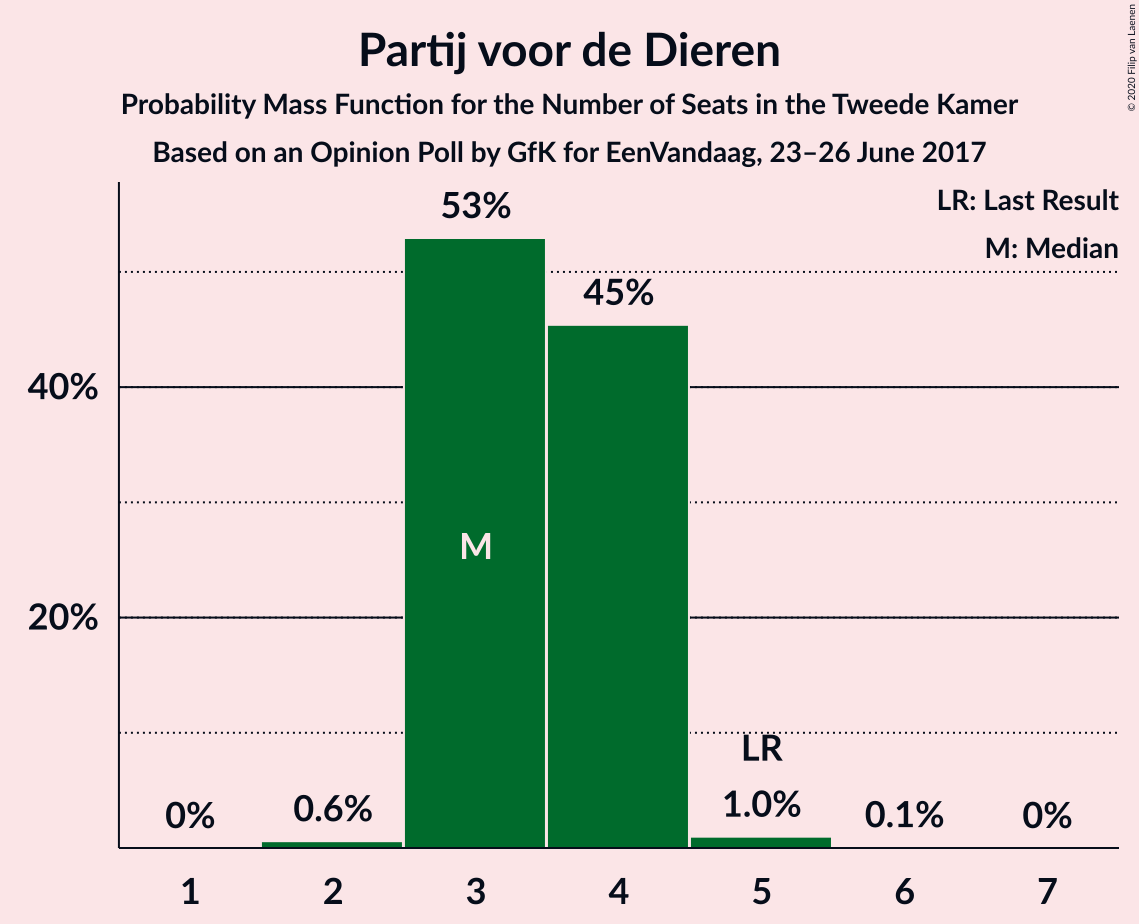 Partij voor de Dieren
Probability Mass Function for the Number of Seats in the Tweede Kamer
Based on an Opinion Poll by GfK for EenVandaag, 23–26 June 2017
© 2020 Filip van Laenen
LR: Last Result
M: Median
53%
45%
40%
M
20%
LR
0%
0.6%
1.0%
0.1%
0%
1 2 3 4 5 6 7